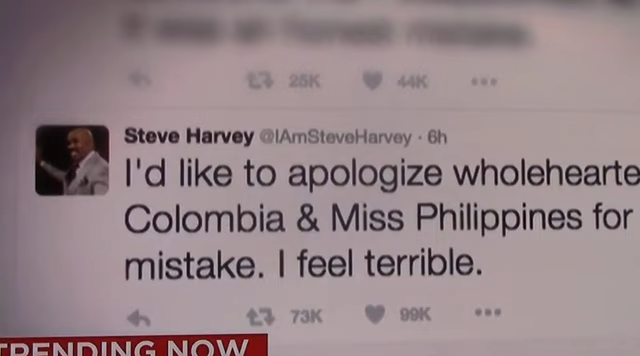 25K 44K
Steve Harvey @IAmSteveHarvey · 6h
I'd like to apologize wholehearte
Colombia & Miss Philippines for
mistake. I feel terrible.
73K 99K
TRENDING NOW